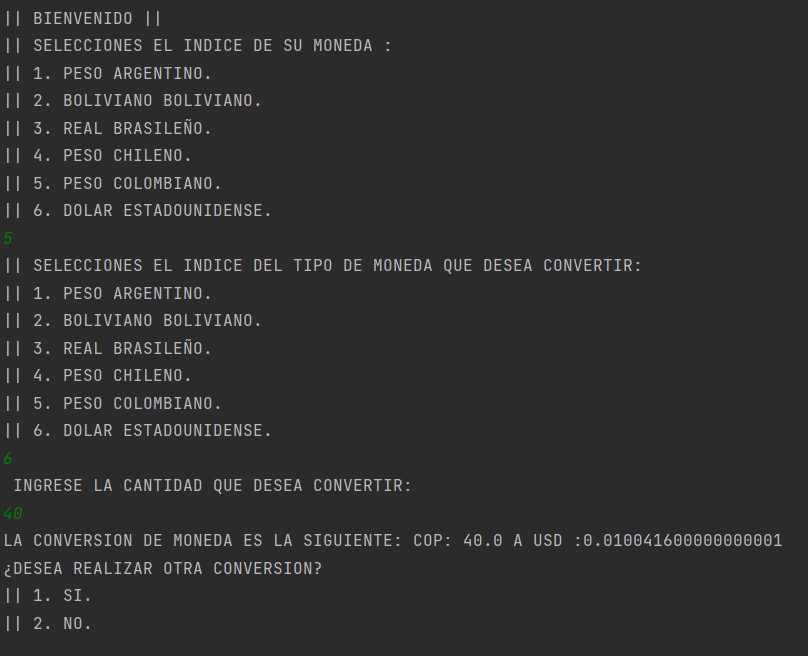 || BIENVENIDO ||
|| SELECCIONES EL INDICE DE SU MONEDA :
|| 1. PESO ARGENTINO.
|| 2. BOLIVIANO BOLIVIANO.
|| 3. REAL BRASILEÑO.
|| 4. PESO CHILENO.
|| 5. PESO COLOMBIANO.
|| 6. DOLAR ESTADOUNIDENSE.
5
|| SELECCIONES EL INDICE DEL TIPO DE MONEDA QUE DESEA CONVERTIR:
|| 1. PESO ARGENTINO.
|| 2. BOLIVIANO BOLIVIANO.
|| 3. REAL BRASILEÑO.
|| 4. PESO CHILENO.
|| 5. PESO COLOMBIANO.
|| 6. DOLAR ESTADOUNIDENSE.
6
INGRESE LA CANTIDAD QUE DESEA CONVERTIR:
40
LA CONVERSION DE MONEDA ES LA SIGUIENTE: COP: 40.0 A USD :0.010041600000000001
¿DESEA REALIZAR OTRA CONVERSION?
|| 1. SI.
|| 2. NO.